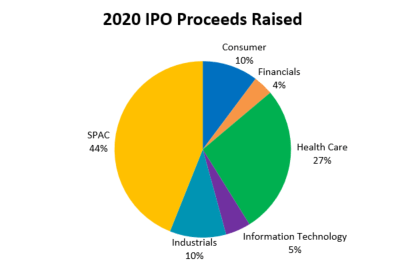 2020 IPO Proceeds Raised
Consumer
10%
Financials
4%
Health Care
27%
Information Technology
5%
Industrials
10%
SPAC
44%